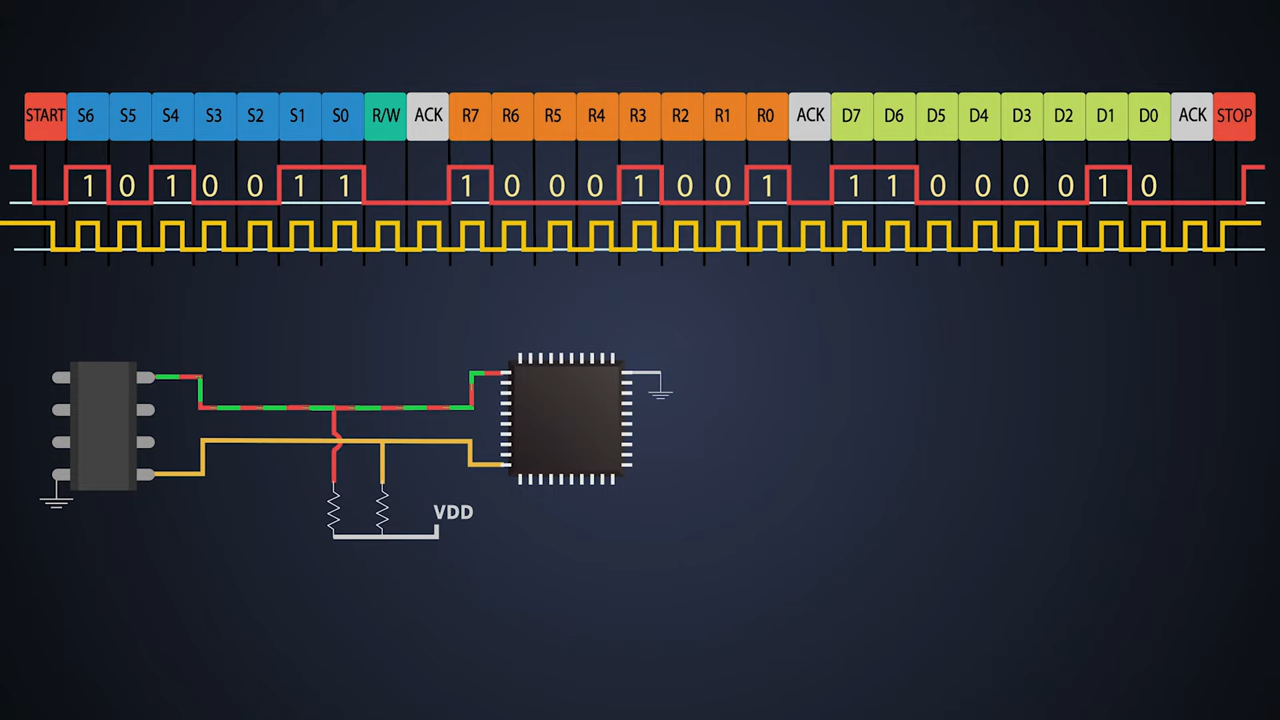 START S6 S5 S4 S3 S2 S1 S0 R/W ACK R7 R6 R5 R4 R3 R2 R1 R0 ACK D7 D6 D5 D4 D3 D2 D1 D0 ACK STOP
1 0 1 0 0 1 1 1 0 0 0 1 0 0 1 1 1 0 0 0 0 1 0
VDD